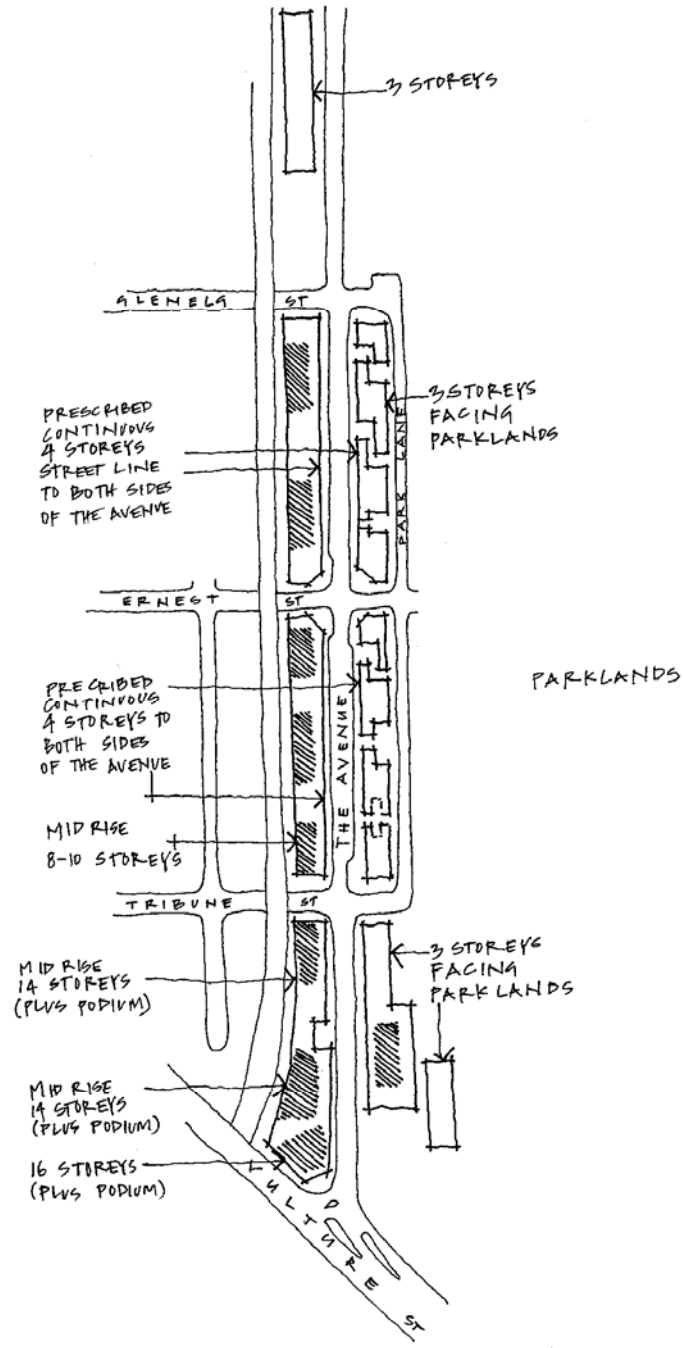 3 STOREYS
GLENELG ST
PRESCRIBED
CONTINUOUS
4 STOREYS
STREET LINE
TO BOTH SIDES
OF THE AVENUE
3 STOREYS
FACING
PARKLANDS
PARK LANE
ERNEST ST
PARKLANDS
PRECRIBED
CONTINUOUS
4 STOREYS TO
BOTH SIDES
OF THE AVENUE
THE AVENUE
MID RISE
8-10 STOREYS
TRIBUNE ST
3 STOREYS
FACING
PARKLANDS
MID RISE
14 STOREYS
(PLUS PODIUM)
MID RISE
14 STOREYS
(PLUS PODIUM)
16 STOREYS
(PLUS PODIUM)